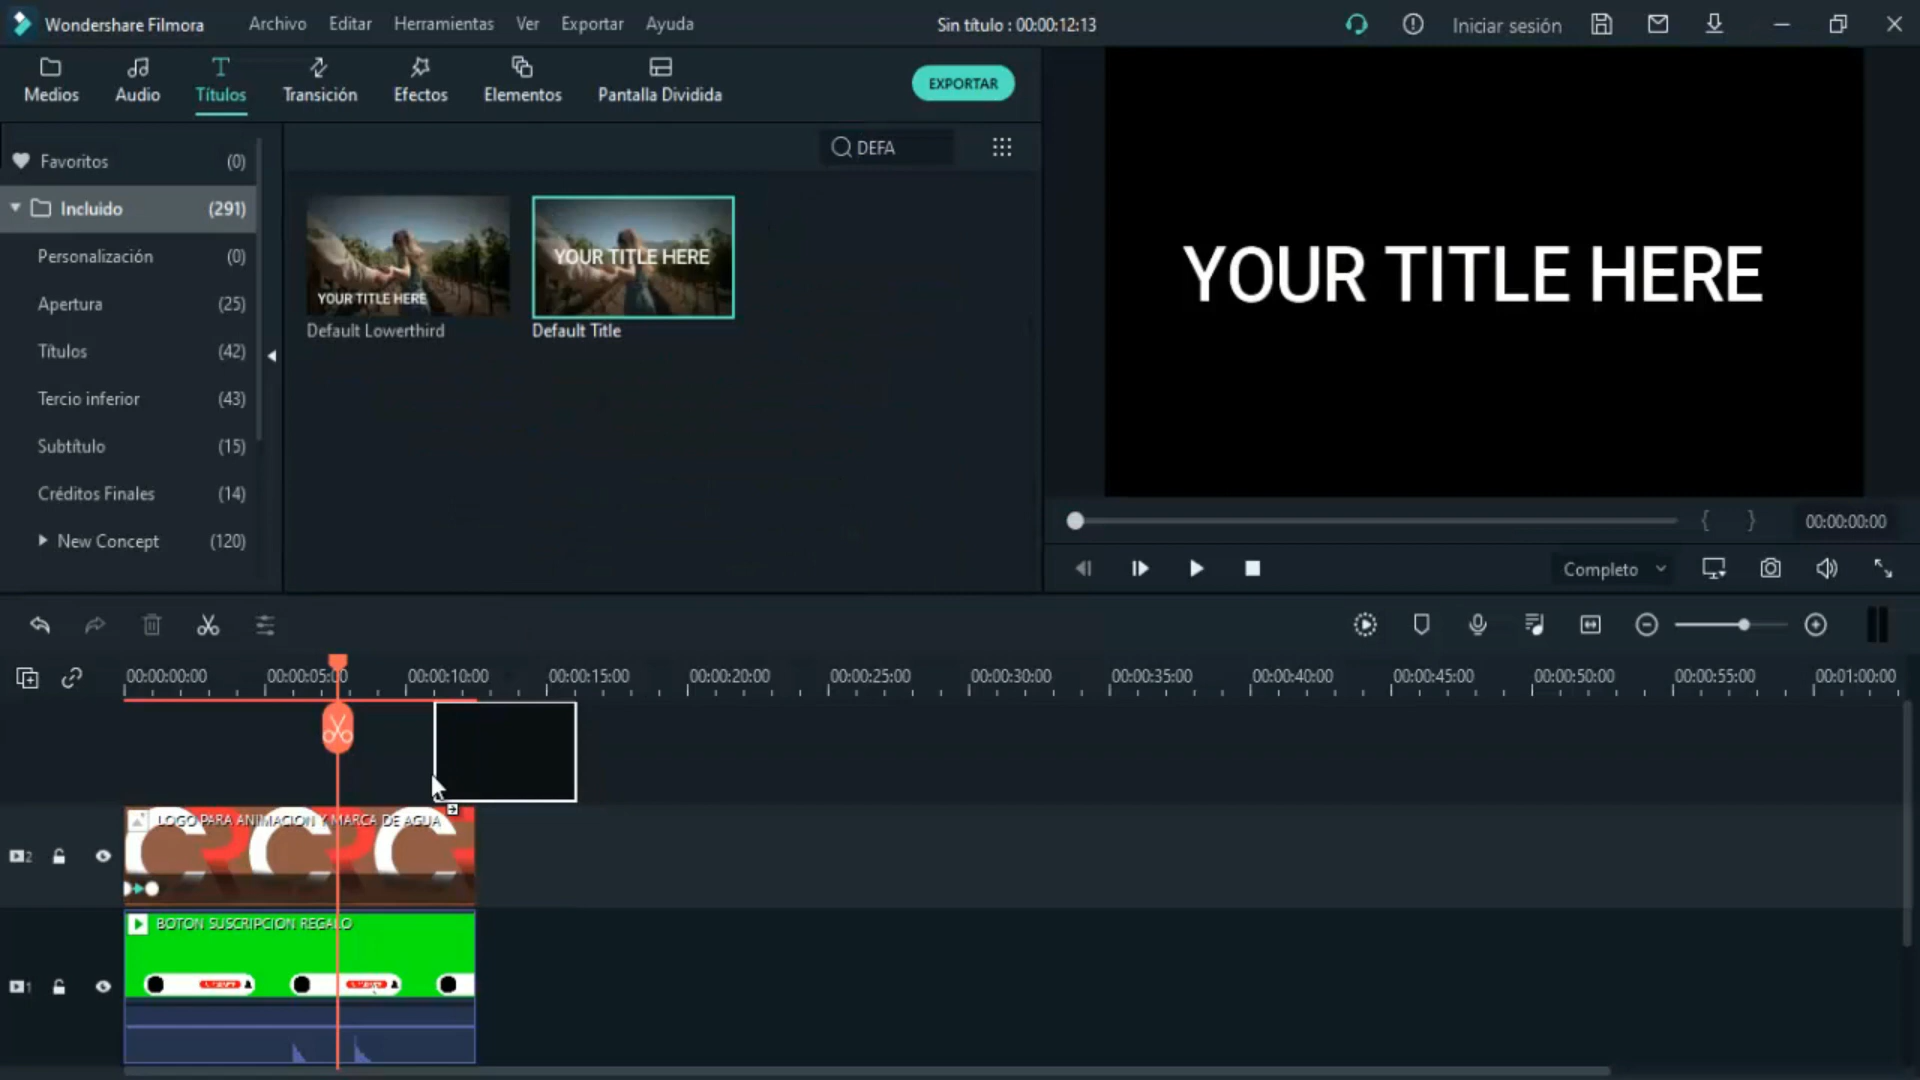 Wondershare Filmora
Archivo
Editar
Herramientas
Ver
Exportar
Ayuda
Sin título : 00:00:12:13
Iniciar sesión
Medios
Audio
Títulos
Transición
Efectos
Elementos
Pantalla Dividida
EXPORTAR
Favoritos (0)
Incluido (291)
Personalización (0)
Apertura (25)
Títulos (42)
Tercio inferior (43)
Subtítulo (15)
Créditos Finales (14)
New Concept (120)
DEFA
YOUR TITLE HERE
Default Lowerthird
YOUR TITLE HERE
Default Title
YOUR TITLE HERE
00:00:00:00
Completo
00:00:00:00
00:00:05:00
00:00:10:00
00:00:15:00
00:00:20:00
00:00:25:00
00:00:30:00
00:00:35:00
00:00:40:00
00:00:45:00
00:00:50:00
00:00:55:00
00:01:00:00
2
LOGO PARA ANIMACION Y MARCA DE AGUA
1
BOTON SUSCRIPCION REGALO